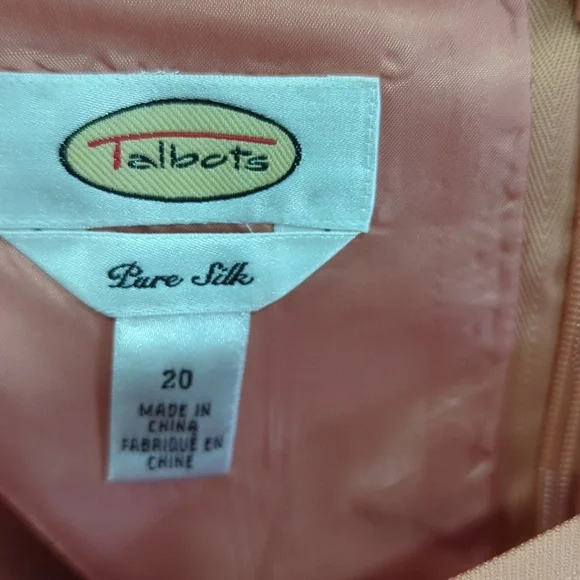 Talbots
Pure Silk
20
MADE IN
CHINA
FABRIQUÉ EN
CHINE